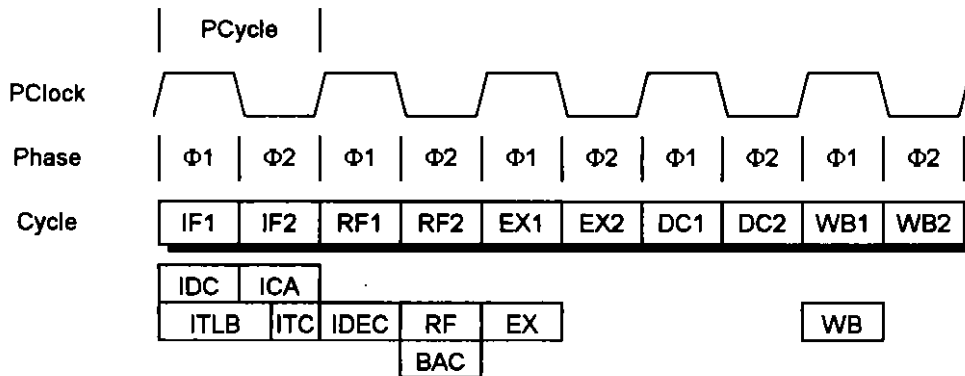 PCycle
PClock
Phase Φ1 Φ2 Φ1 Φ2 Φ1 Φ2 Φ1 Φ2 Φ1 Φ2
Cycle IF1 IF2 RF1 RF2 EX1 EX2 DC1 DC2 WB1 WB2
IDC ICA
ITLB ITC IDEC RF EX WB
BAC